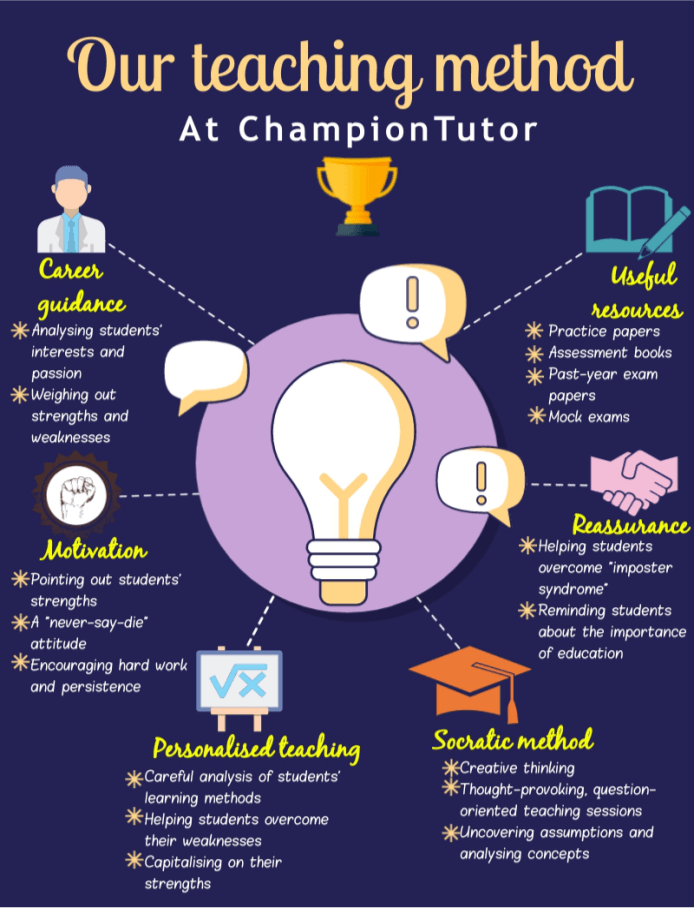 Our teaching method
At ChampionTutor
Career
guidance
Analysing students'
interests and
passion
Weighing out
strengths and
weaknesses
Useful
resources
Practice papers
Assessment books
Past-year exam
papers
Mock exams
Motivation
Pointing out students'
strengths
A "never-say-die"
attitude
Encouraging hard work
and persistence
Reassurance
Helping students
overcome "imposter
syndrome"
Reminding students
about the importance
of education
√x
Personalised teaching
Careful analysis of students'
learning methods
Helping students overcome
their weaknesses
Capitalising on their
strengths
Socratic method
Creative thinking
Thought-provoking, question-
oriented teaching sessions
Uncovering assumptions and
analysing concepts